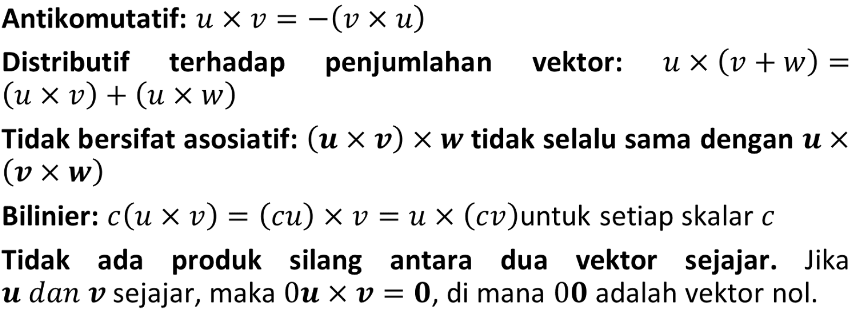 Antikomutatif: u × v = −(v × u)
Distributif terhadap penjumlahan vektor: u × (v + w) =
(u × v) + (u × w)
Tidak bersifat asosiatif: (u × v) × w tidak selalu sama dengan u ×
(v × w)
Bilinier: c(u × v) = (cu) × v = u × (cv)untuk setiap skalar c
Tidak ada produk silang antara dua vektor sejajar. Jika
u dan v sejajar, maka 0u × v = 0, di mana 00 adalah vektor nol.